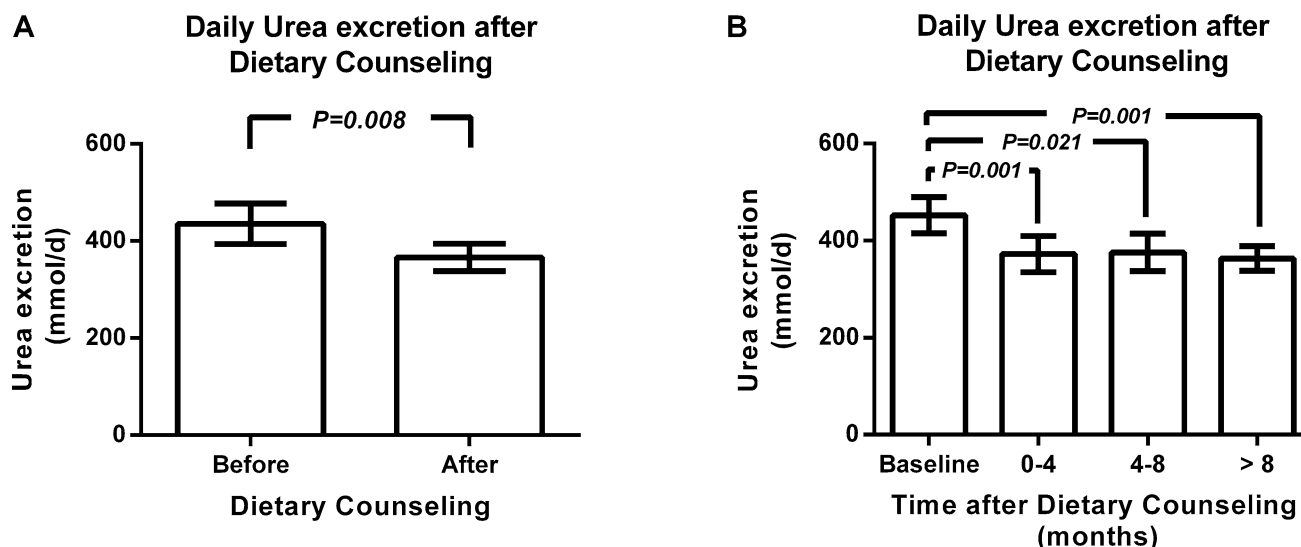 A
Daily Urea excretion after
Dietary Counseling
P=0.008
600
400
200
0
Urea excretion
(mmol/d)
Before
After
Dietary Counseling
B
Daily Urea excretion after
Dietary Counseling
P=0.001
P=0.021
P=0.001
600
400
200
0
Urea excretion
(mmol/d)
Baseline
0-4
4-8
> 8
Time after Dietary Counseling
(months)